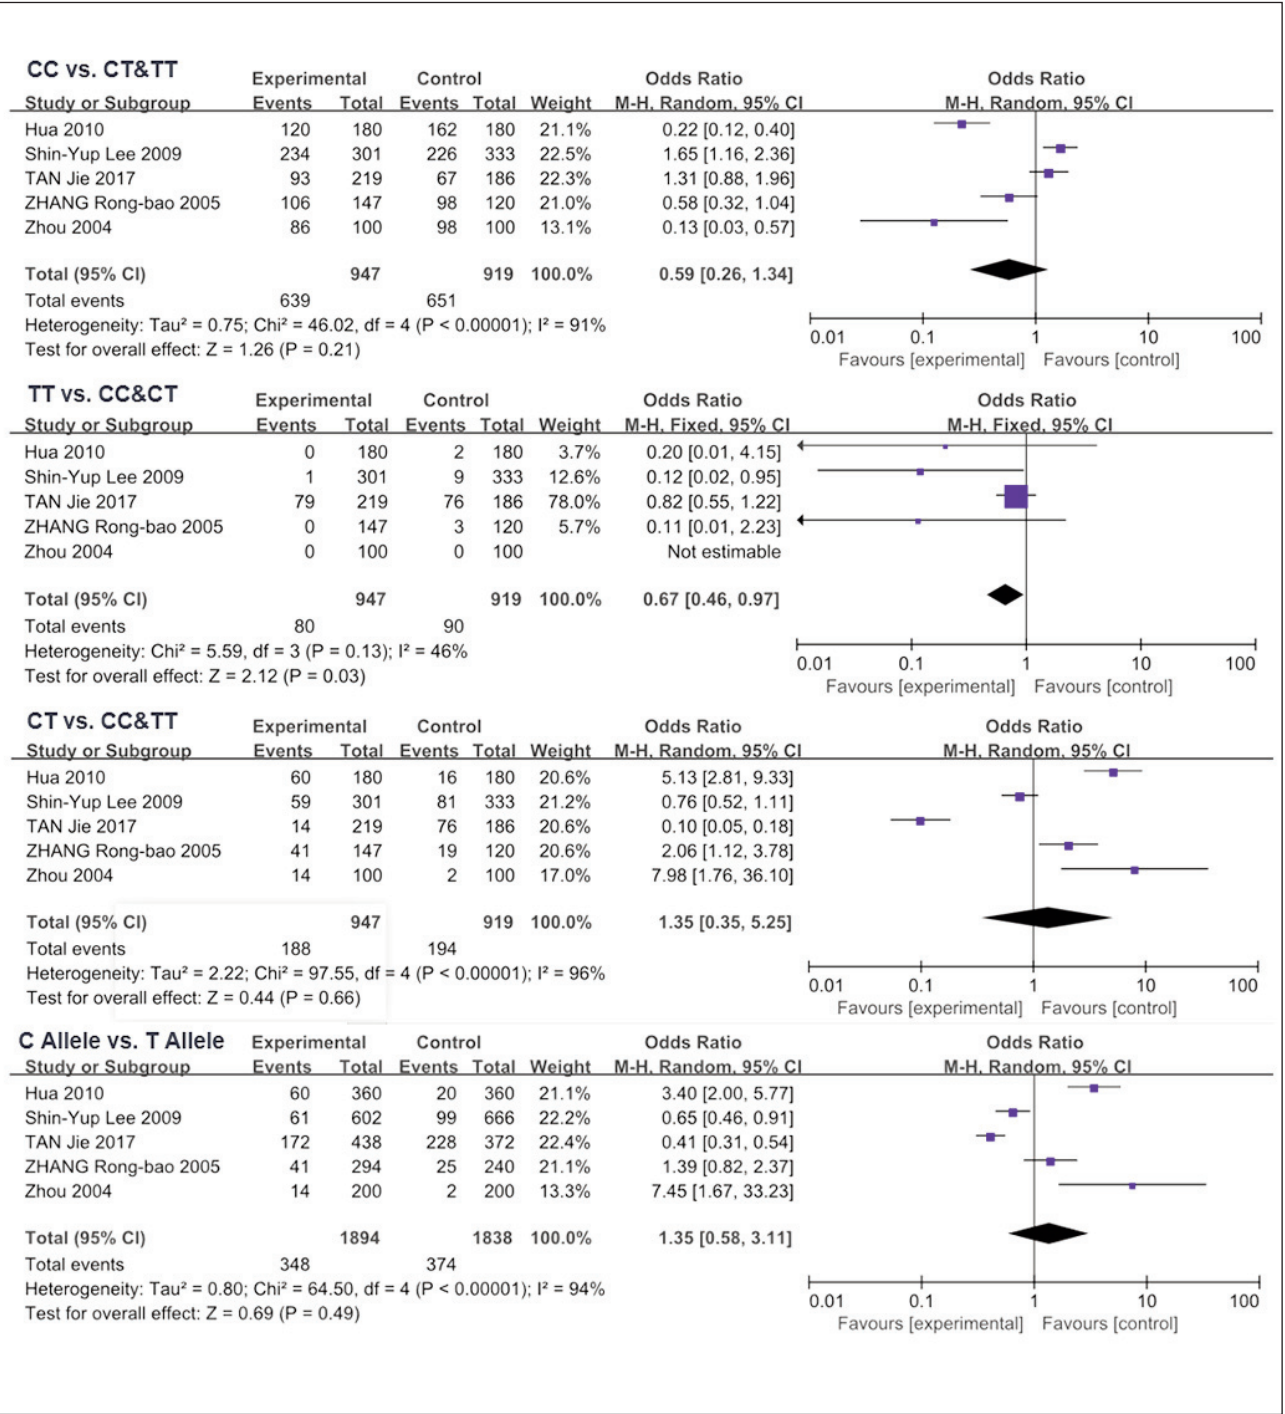 CC vs. CT&TT
Experimental Control Odds Ratio Odds Ratio
Study or Subgroup Events Total Events Total Weight M-H, Random, 95% CI M-H, Random, 95% CI
Hua 2010 120 180 162 180 21.1% 0.22 [0.12, 0.40]
Shin-Yup Lee 2009 234 301 226 333 22.5% 1.65 [1.16, 2.36]
TAN Jie 2017 93 219 67 186 22.3% 1.31 [0.88, 1.96]
ZHANG Rong-bao 2005 106 147 98 120 21.0% 0.58 [0.32, 1.04]
Zhou 2004 86 100 98 100 13.1% 0.13 [0.03, 0.57]
Total (95% CI) 947 919 100.0% 0.59 [0.26, 1.34]
Total events 639 651
Heterogeneity: Tau² = 0.75; Chi² = 46.02, df = 4 (P < 0.00001); I² = 91%
Test for overall effect: Z = 1.26 (P = 0.21)
0.01 0.1 1 10 100
Favours [experimental] Favours [control]
TT vs. CC&CT
Experimental Control Odds Ratio Odds Ratio
Study or Subgroup Events Total Events Total Weight M-H, Fixed, 95% CI M-H, Fixed, 95% CI
Hua 2010 0 180 2 180 3.7% 0.20 [0.01, 4.15]
Shin-Yup Lee 2009 1 301 9 333 12.6% 0.12 [0.02, 0.95]
TAN Jie 2017 79 219 76 186 78.0% 0.82 [0.55, 1.22]
ZHANG Rong-bao 2005 0 147 3 120 5.7% 0.11 [0.01, 2.23]
Zhou 2004 0 100 0 100 Not estimable
Total (95% CI) 947 919 100.0% 0.67 [0.46, 0.97]
Total events 80 90
Heterogeneity: Chi² = 5.59, df = 3 (P = 0.13); I² = 46%
Test for overall effect: Z = 2.12 (P = 0.03)
0.01 0.1 1 10 100
Favours [experimental] Favours [control]
CT vs. CC&TT
Experimental Control Odds Ratio Odds Ratio
Study or Subgroup Events Total Events Total Weight M-H, Random, 95% CI M-H, Random, 95% CI
Hua 2010 60 180 16 180 20.6% 5.13 [2.81, 9.33]
Shin-Yup Lee 2009 59 301 81 333 21.2% 0.76 [0.52, 1.11]
TAN Jie 2017 14 219 76 186 20.6% 0.10 [0.05, 0.18]
ZHANG Rong-bao 2005 41 147 19 120 20.6% 2.06 [1.12, 3.78]
Zhou 2004 14 100 2 100 17.0% 7.98 [1.76, 36.10]
Total (95% CI) 947 919 100.0% 1.35 [0.35, 5.25]
Total events 188 194
Heterogeneity: Tau² = 2.22; Chi² = 97.55, df = 4 (P < 0.00001); I² = 96%
Test for overall effect: Z = 0.44 (P = 0.66)
0.01 0.1 1 10 100
Favours [experimental] Favours [control]
C Allele vs. T Allele Experimental Control Odds Ratio Odds Ratio
Study or Subgroup Events Total Events Total Weight M-H, Random, 95% CI M-H, Random, 95% CI
Hua 2010 60 360 20 360 21.1% 3.40 [2.00, 5.77]
Shin-Yup Lee 2009 61 602 99 666 22.2% 0.65 [0.46, 0.91]
TAN Jie 2017 172 438 228 372 22.4% 0.41 [0.31, 0.54]
ZHANG Rong-bao 2005 41 294 25 240 21.1% 1.39 [0.82, 2.37]
Zhou 2004 14 200 2 200 13.3% 7.45 [1.67, 33.23]
Total (95% CI) 1894 1838 100.0% 1.35 [0.58, 3.11]
Total events 348 374
Heterogeneity: Tau² = 0.80; Chi² = 64.50, df = 4 (P < 0.00001); I² = 94%
Test for overall effect: Z = 0.69 (P = 0.49)
0.01 0.1 1 10 100
Favours [experimental] Favours [control]